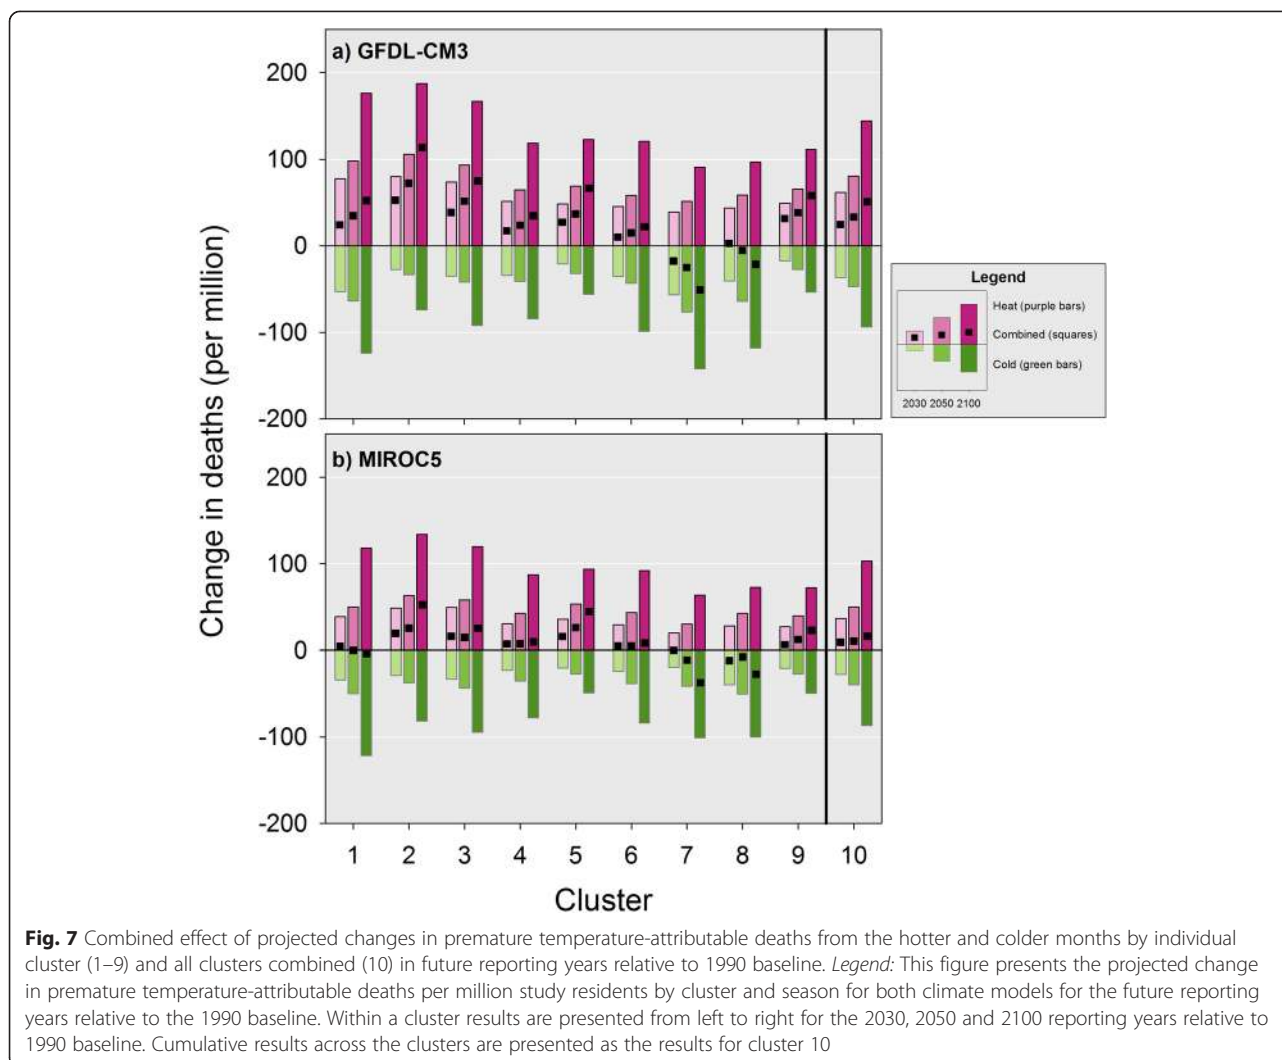 a) GFDL-CM3
200
100
0
-100
-200
Change in deaths (per million)
Legend
Heat (purple bars)
Combined (squares)
Cold (green bars)
2030 2050 2100
b) MIROC5
200
100
0
-100
-200
1 2 3 4 5 6 7 8 9 10
Cluster
Fig. 7 Combined effect of projected changes in premature temperature-attributable deaths from the hotter and colder months by individual
cluster (1–9) and all clusters combined (10) in future reporting years relative to 1990 baseline. Legend: This figure presents the projected change
in premature temperature-attributable deaths per million study residents by cluster and season for both climate models for the future reporting
years relative to the 1990 baseline. Within a cluster results are presented from left to right for the 2030, 2050 and 2100 reporting years relative to
1990 baseline. Cumulative results across the clusters are presented as the results for cluster 10